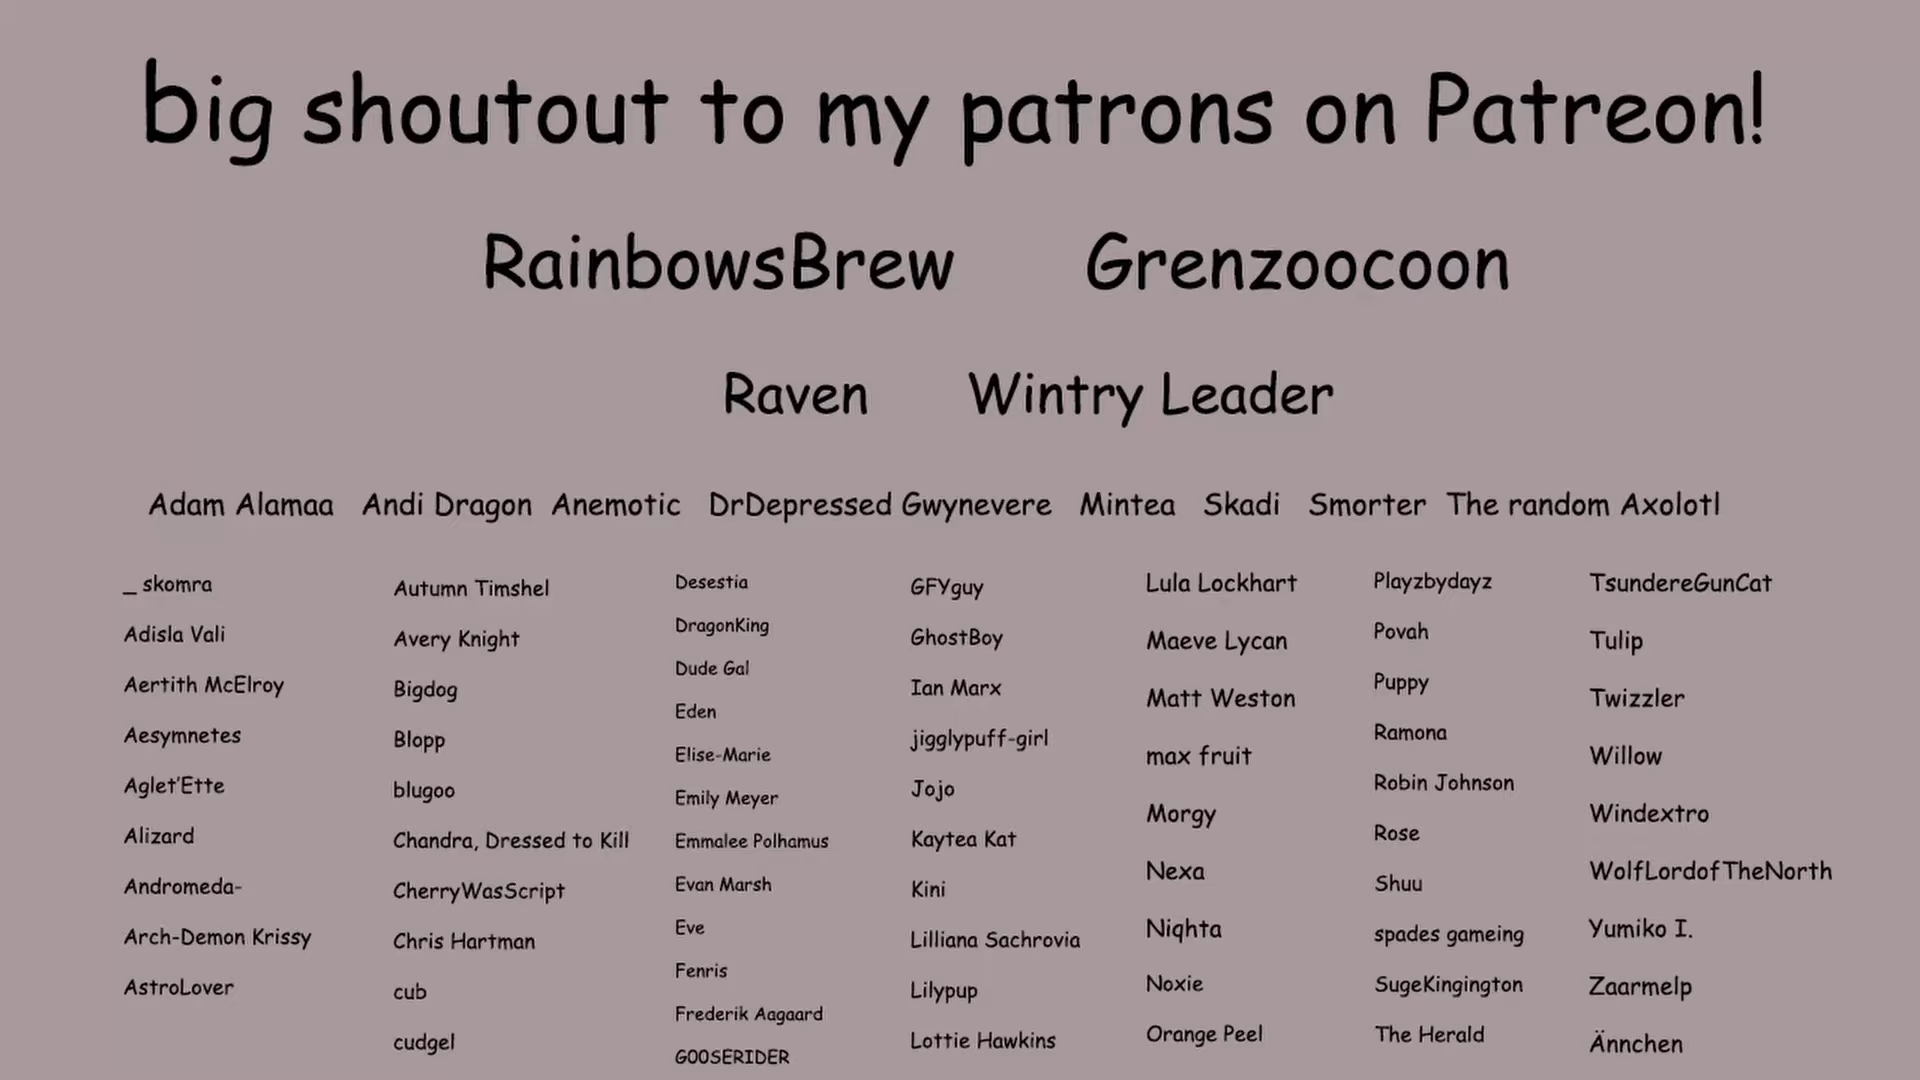 big shoutout to my patrons on Patreon!
RainbowsBrew Grenzoocoon
Raven Wintry Leader
Adam Alamaa Andi Dragon Anemotic DrDepressed Gwynevere Mintea Skadi Smorter The random Axolotl
_ skomra
Adisla Vali
Aertith McElroy
Aesymnetes
Aglet'Ette
Alizard
Andromeda-
Arch-Demon Krissy
AstroLover
Autumn Timshel
Avery Knight
Bigdog
Blopp
blugoo
Chandra, Dressed to Kill
CherryWasScript
Chris Hartman
cub
cudgel
Desestia
DragonKing
Dude Gal
Eden
Elise-Marie
Emily Meyer
Emmalee Polhamus
Evan Marsh
Eve
Fenris
Frederik Aagaard
GOOSERIDER
GFYguy
GhostBoy
Ian Marx
jigglypuff-girl
Jojo
Kaytea Kat
Kini
Lilliana Sachrovia
Lilypup
Lottie Hawkins
Lula Lockhart
Maeve Lycan
Matt Weston
max fruit
Morgy
Nexa
Niqhta
Noxie
Orange Peel
Playzbydayz
Povah
Puppy
Ramona
Robin Johnson
Rose
Shuu
spades gameing
SugeKingington
The Herald
TsundereGunCat
Tulip
Twizzler
Willow
Windextro
WolfLordofTheNorth
Yumiko I.
Zaarmelp
Ännchen